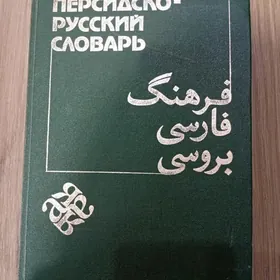 ПЕРСИДСКО-
РУССКИЙ
СЛОВАРЬ
فرهنگ
فارسی
بروسی